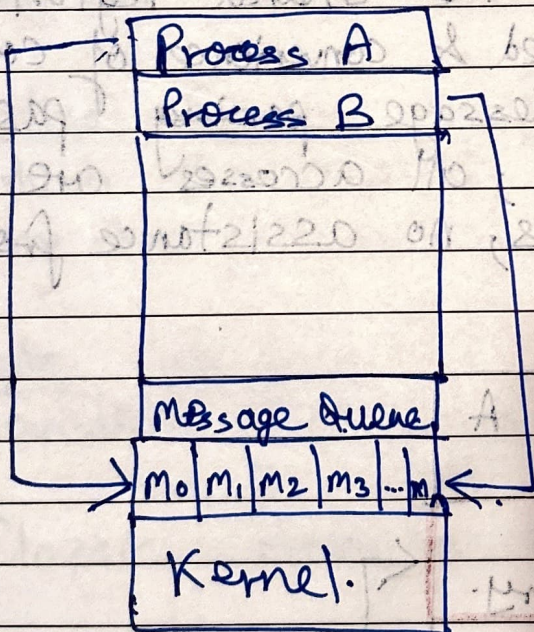 Process A
Process B
Message Queue
m0 m1 m2 m3 ... mn
Kernel.